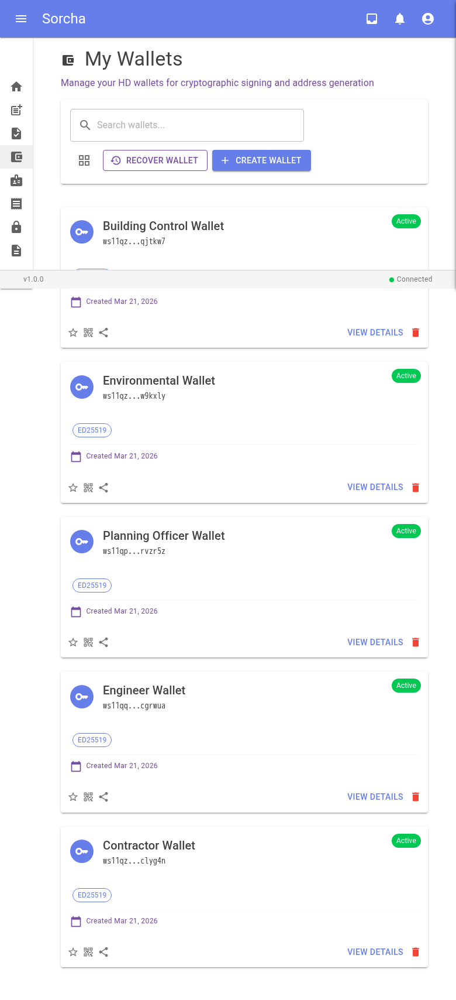 Sorcha
My Wallets
Manage your HD wallets for cryptographic signing and address generation
Search wallets...
RECOVER WALLET
CREATE WALLET
Building Control Wallet
Active
ws11qz...qjtkw7
v1.0.0
Connected
Created Mar 21, 2026
VIEW DETAILS
Environmental Wallet
Active
ws11qz...w9kxly
ED25519
Created Mar 21, 2026
VIEW DETAILS
Planning Officer Wallet
Active
ws11qp...rvzr5z
ED25519
Created Mar 21, 2026
VIEW DETAILS
Engineer Wallet
Active
ws11qq...cgrwua
ED25519
Created Mar 21, 2026
VIEW DETAILS
Contractor Wallet
Active
ws11qz...clyg4n
ED25519
Created Mar 21, 2026
VIEW DETAILS